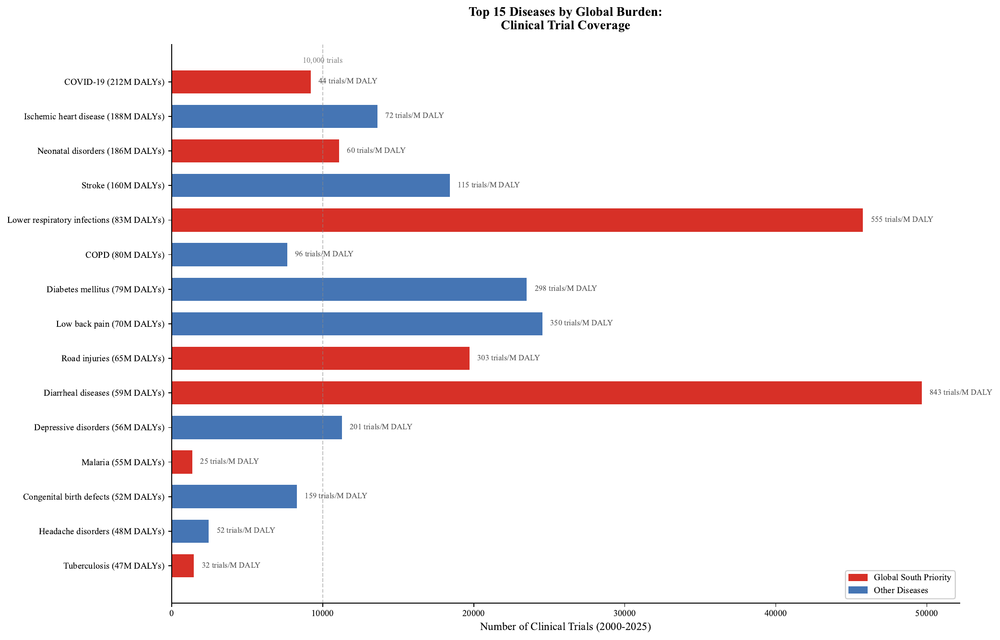 Top 15 Diseases by Global Burden:
Clinical Trial Coverage
10,000 trials
COVID-19 (212M DALYs)
44 trials/M DALY
Ischemic heart disease (188M DALYs)
72 trials/M DALY
Neonatal disorders (186M DALYs)
60 trials/M DALY
Stroke (160M DALYs)
115 trials/M DALY
Lower respiratory infections (83M DALYs)
555 trials/M DALY
COPD (80M DALYs)
96 trials/M DALY
Diabetes mellitus (79M DALYs)
298 trials/M DALY
Low back pain (70M DALYs)
350 trials/M DALY
Road injuries (65M DALYs)
303 trials/M DALY
Diarrheal diseases (59M DALYs)
843 trials/M DALY
Depressive disorders (56M DALYs)
201 trials/M DALY
Malaria (55M DALYs)
25 trials/M DALY
Congenital birth defects (52M DALYs)
159 trials/M DALY
Headache disorders (48M DALYs)
52 trials/M DALY
Tuberculosis (47M DALYs)
32 trials/M DALY
Global South Priority
Other Diseases
0 10000 20000 30000 40000 50000
Number of Clinical Trials (2000-2025)